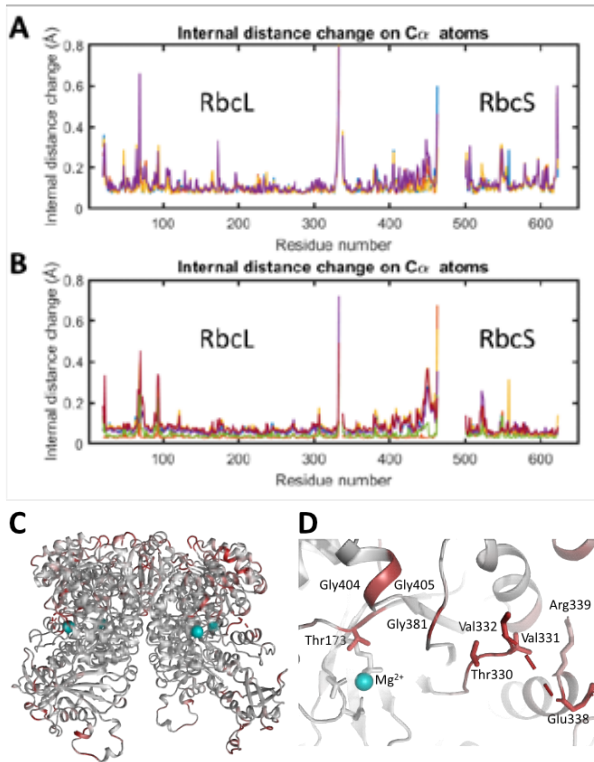 A
Internal distance change on Cα atoms
Internal distance change (Å)
0.8
0.6
0.4
0.2
0
RbcL
RbcS
100
200
300
400
500
600
Residue number
B
Internal distance change on Cα atoms
Internal distance change (Å)
0.8
0.6
0.4
0.2
0
RbcL
RbcS
100
200
300
400
500
600
Residue number
C
D
Gly404
Gly405
Arg339
Thr173
Gly381
Val332
Val331
Mg2+
Thr330
Glu338